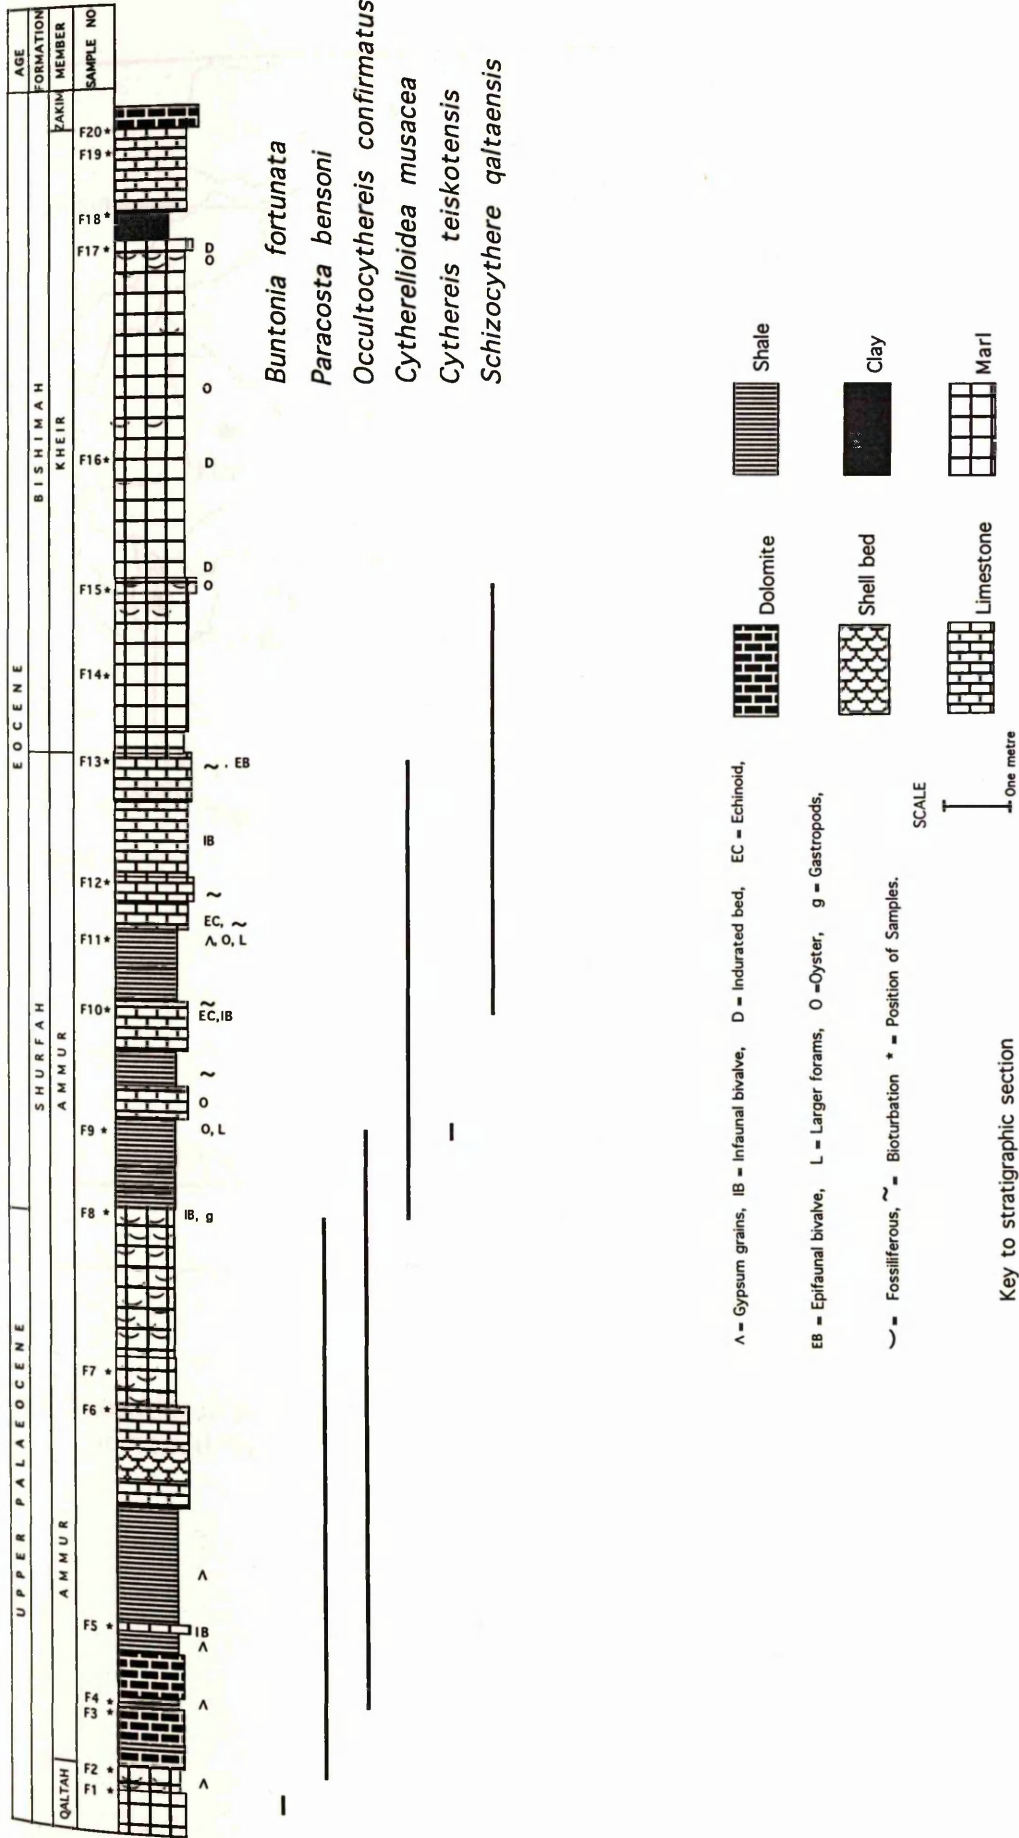 AGE
FORMATION
MEMBER
SAMPLE NO
EOCENE
UPPER PALAEOCENE
BISHIMAH
SHURFAH
ZAKIM
KHEIR
AMMUR
AMMUR
QALTAH
F20*
F19*
F18*
F17*
D
O
O
F16*
D
D
F15*
O
F14*
F13*
~ . EB
IB
F12*
~
EC, ~
F11*
Λ, O, L
F10*
~
EC,IB
~
O
F9 *
O, L
F8 *
IB, g
F7 *
F6 *
Λ
F5 *
IB
Λ
F4 *
Λ
F3 *
F2 *
F1 *
Λ
Buntonia fortunata
Paracosta bensoni
Occultocythereis confirmatus
Cytherelloidea musacea
Cythereis teiskotensis
Schizocythere qaltaensis
Dolomite
Shale
Shell bed
Clay
Limestone
Marl
Λ = Gypsum grains, IB = Infaunal bivalve, D = Indurated bed, EC = Echinoid,
EB = Epifaunal bivalve, L = Larger forams, O =Oyster, g = Gastropods,
⌣ = Fossiliferous, ~ = Bioturbation * = Position of Samples.
SCALE
One metre
Key to stratigraphic section